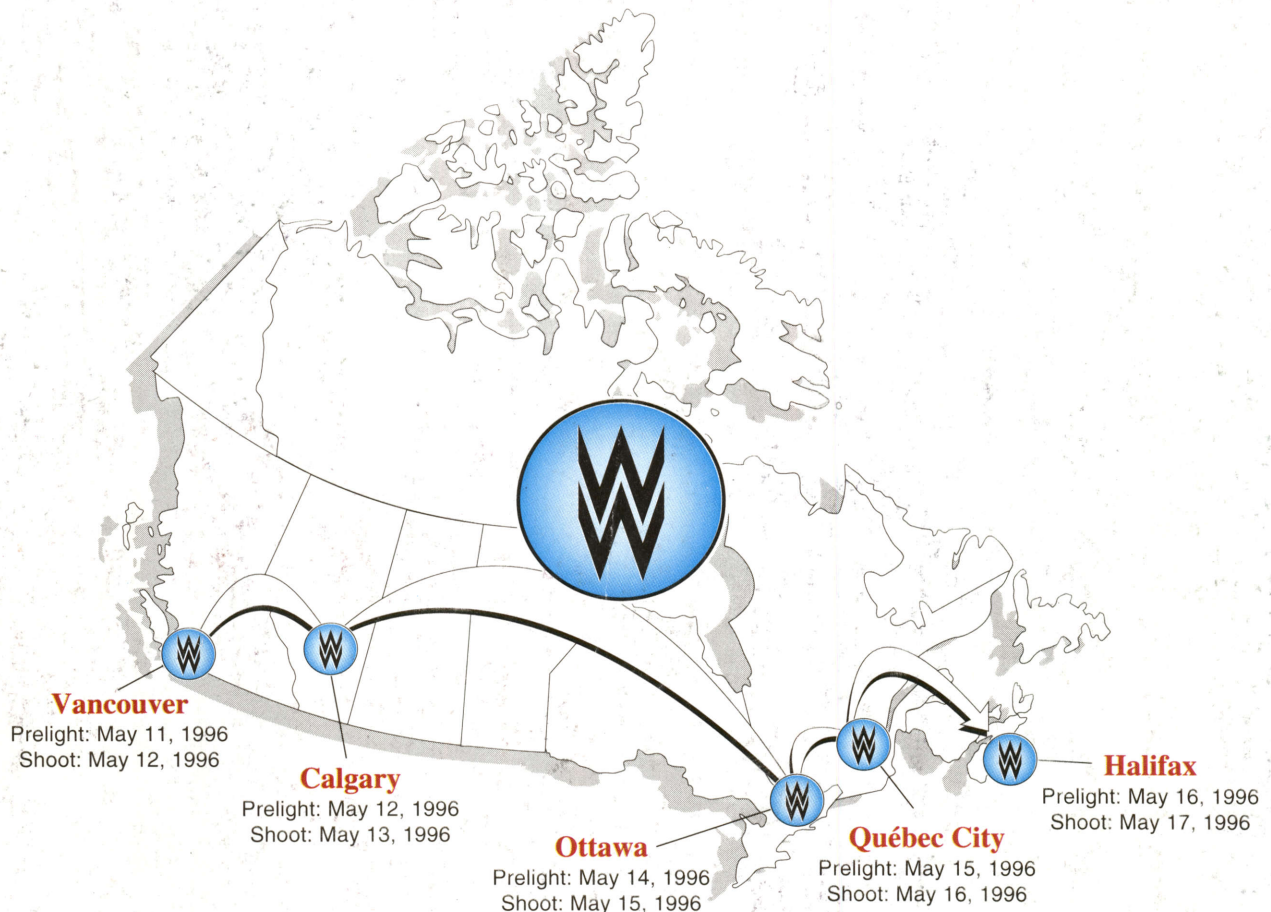 Vancouver
Prelight: May 11, 1996
Shoot: May 12, 1996
Calgary
Prelight: May 12, 1996
Shoot: May 13, 1996
Ottawa
Prelight: May 14, 1996
Shoot: May 15, 1996
Québec City
Prelight: May 15, 1996
Shoot: May 16, 1996
Halifax
Prelight: May 16, 1996
Shoot: May 17, 1996